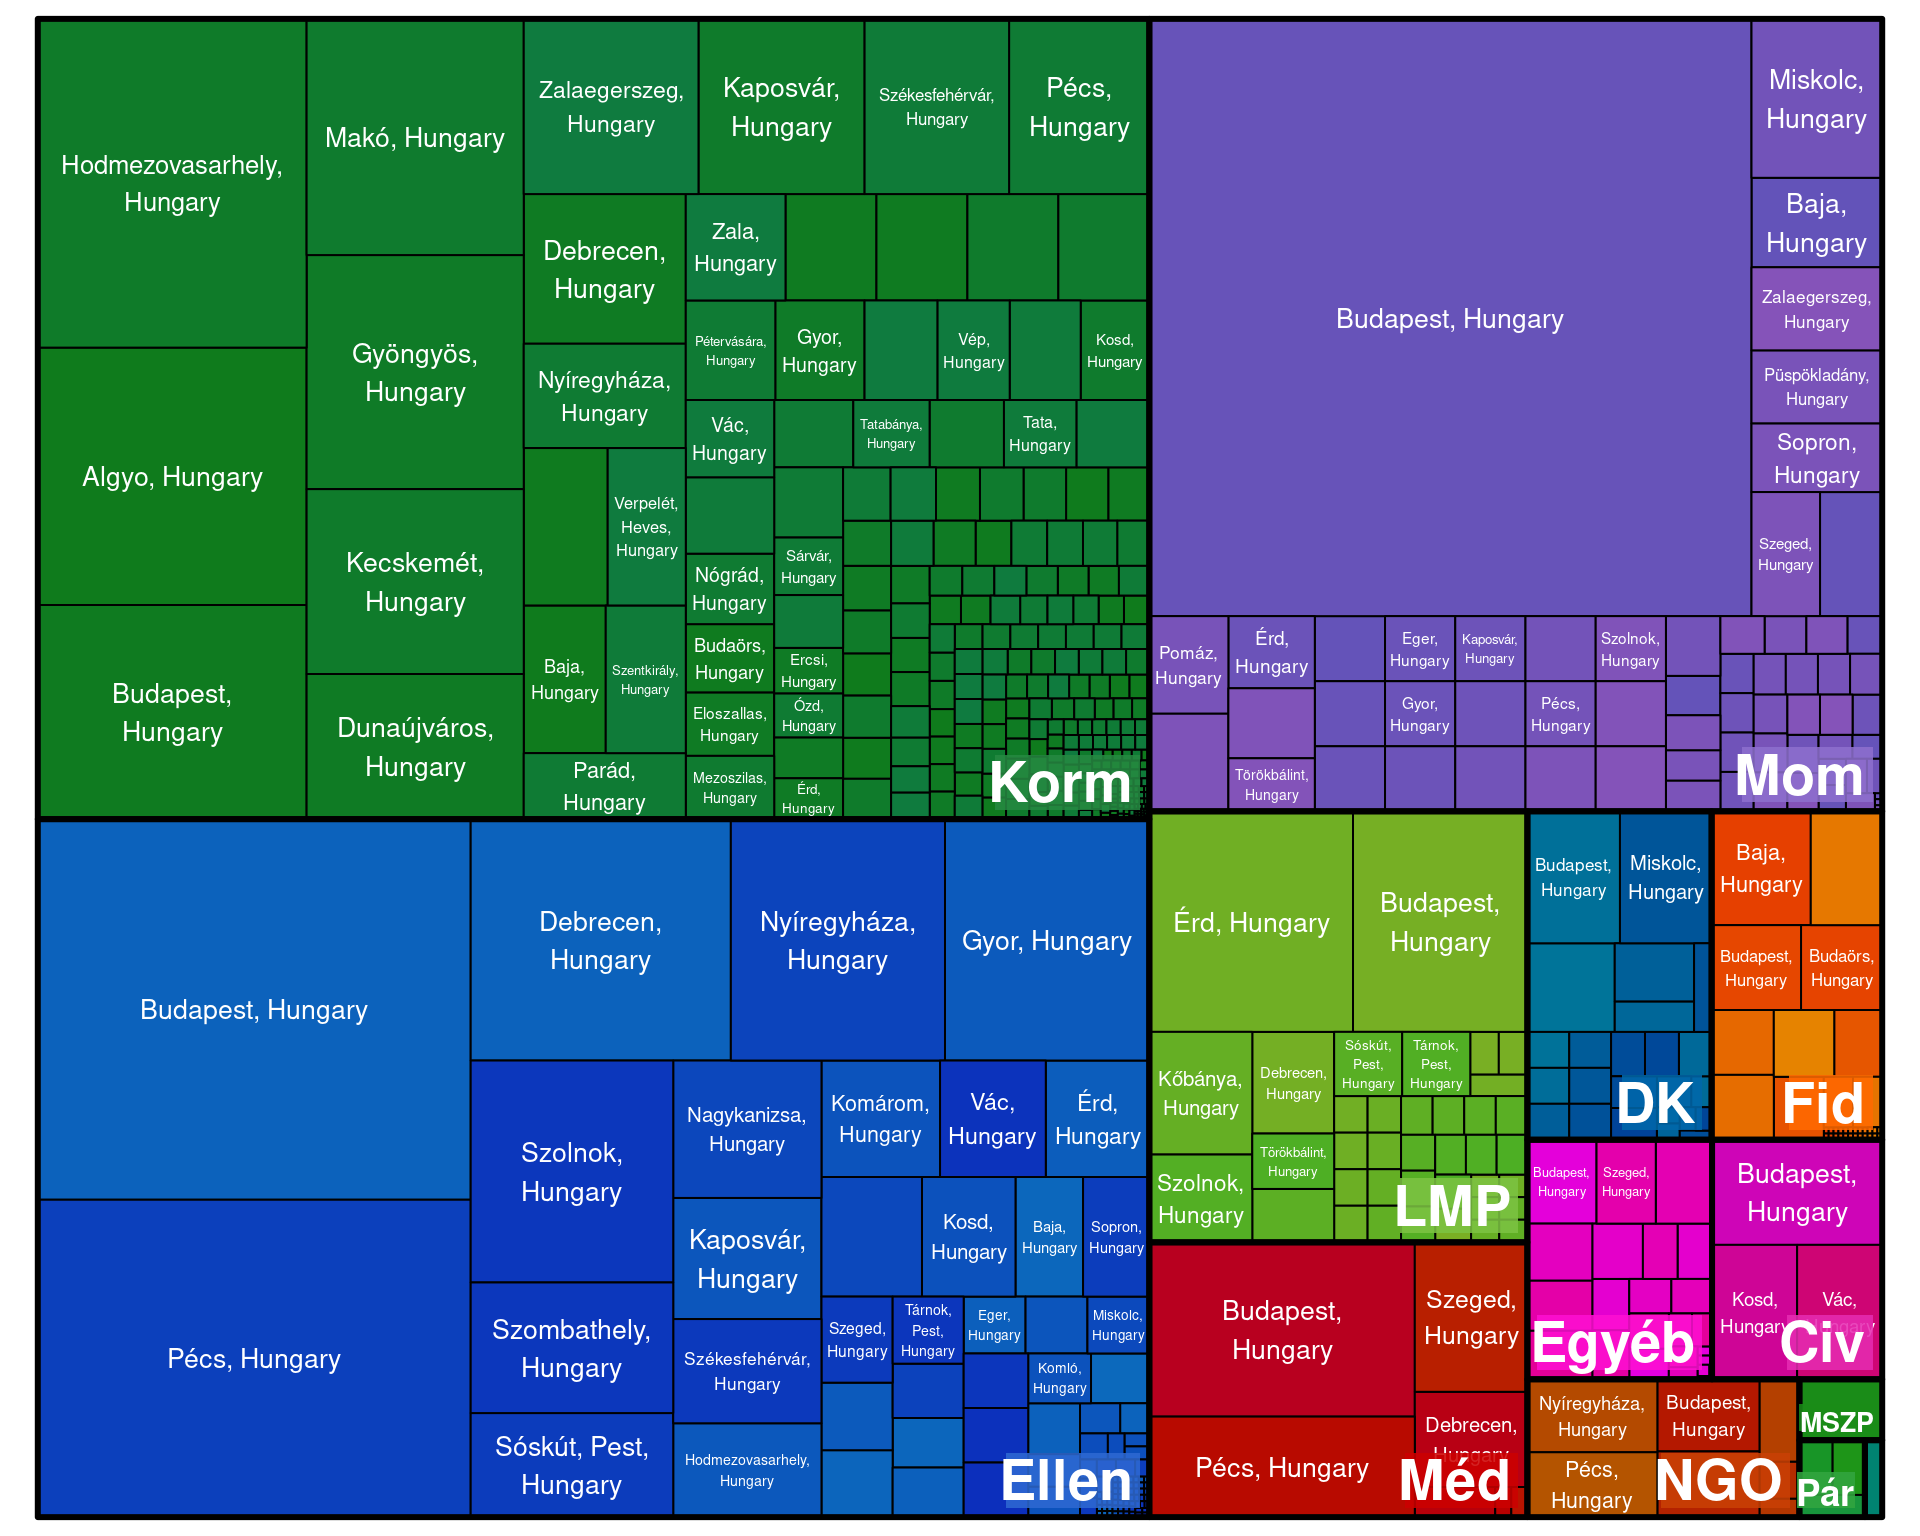 Hodmezovasarhely,
Hungary
Algyo, Hungary
Budapest,
Hungary
Makó, Hungary
Gyöngyös,
Hungary
Kecskemét,
Hungary
Dunaújváros,
Hungary
Zalaegerszeg,
Hungary
Kaposvár,
Hungary
Székesfehérvár,
Hungary
Pécs,
Hungary
Debrecen,
Hungary
Nyíregyháza,
Hungary
Verpelét,
Heves,
Hungary
Baja,
Hungary
Szentkirály,
Hungary
Parád,
Hungary
Zala,
Hungary
Pétervására,
Hungary
Gyor,
Hungary
Vép,
Hungary
Kosd,
Hungary
Vác,
Hungary
Tatabánya,
Hungary
Tata,
Hungary
Nógrád,
Hungary
Budaörs,
Hungary
Eloszallas,
Hungary
Mezoszilas,
Hungary
Sárvár,
Hungary
Ercsi,
Hungary
Ózd,
Hungary
Érd,
Hungary
Korm
Budapest, Hungary
Miskolc,
Hungary
Baja,
Hungary
Zalaegerszeg,
Hungary
Püspökladány,
Hungary
Sopron,
Hungary
Szeged,
Hungary
Pomáz,
Hungary
Érd,
Hungary
Törökbálint,
Hungary
Eger,
Hungary
Kaposvár,
Hungary
Gyor,
Hungary
Pécs,
Hungary
Szolnok,
Hungary
Mom
Budapest, Hungary
Pécs, Hungary
Debrecen,
Hungary
Nyíregyháza,
Hungary
Gyor, Hungary
Szolnok,
Hungary
Szombathely,
Hungary
Sóskút, Pest,
Hungary
Nagykanizsa,
Hungary
Kaposvár,
Hungary
Székesfehérvár,
Hungary
Hodmezovasarhely,
Hungary
Komárom,
Hungary
Vác,
Hungary
Érd,
Hungary
Kosd,
Hungary
Baja,
Hungary
Sopron,
Hungary
Szeged,
Hungary
Tárnok,
Pest,
Hungary
Eger,
Hungary
Miskolc,
Hungary
Komló,
Hungary
Ellen
Érd, Hungary
Budapest,
Hungary
Kőbánya,
Hungary
Szolnok,
Hungary
Debrecen,
Hungary
Törökbálint,
Hungary
Sóskút,
Pest,
Hungary
Tárnok,
Pest,
Hungary
LMP
Budapest,
Hungary
Pécs, Hungary
Szeged,
Hungary
Debrecen,
Hungary
Méd
Budapest,
Hungary
Miskolc,
Hungary
DK
Baja,
Hungary
Budapest,
Hungary
Budaörs,
Hungary
Fid
Budapest,
Hungary
Szeged,
Hungary
Egyéb
Budapest,
Hungary
Kosd,
Hungary
Vác,
Hungary
Civ
Nyíregyháza,
Hungary
Pécs,
Hungary
Budapest,
Hungary
NGO
MSZP
Pár